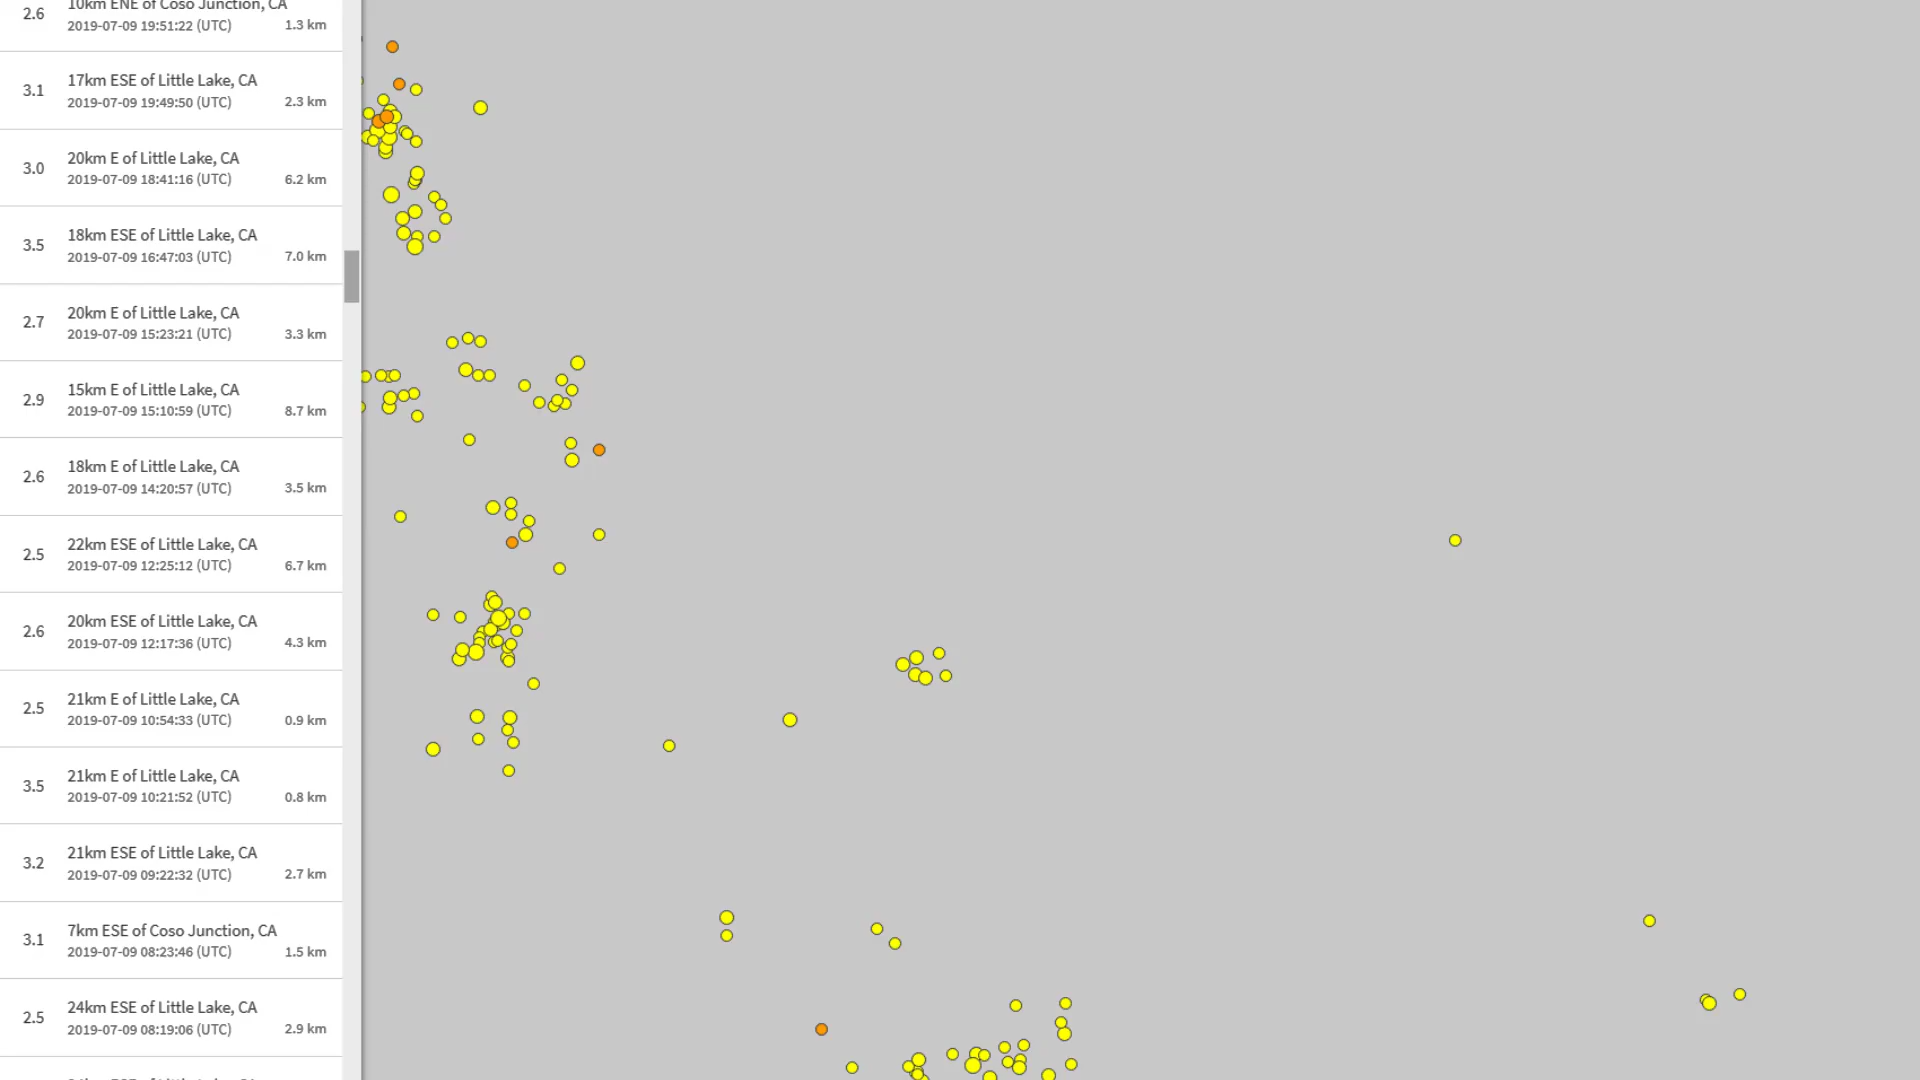 2.6
10km ENE of Coso Junction, CA
2019-07-09 19:51:22 (UTC) 1.3 km
3.1
17km ESE of Little Lake, CA
2019-07-09 19:49:50 (UTC) 2.3 km
3.0
20km E of Little Lake, CA
2019-07-09 18:41:16 (UTC) 6.2 km
3.5
18km ESE of Little Lake, CA
2019-07-09 16:47:03 (UTC) 7.0 km
2.7
20km E of Little Lake, CA
2019-07-09 15:23:21 (UTC) 3.3 km
2.9
15km E of Little Lake, CA
2019-07-09 15:10:59 (UTC) 8.7 km
2.6
18km E of Little Lake, CA
2019-07-09 14:20:57 (UTC) 3.5 km
2.5
22km ESE of Little Lake, CA
2019-07-09 12:25:12 (UTC) 6.7 km
2.6
20km ESE of Little Lake, CA
2019-07-09 12:17:36 (UTC) 4.3 km
2.5
21km E of Little Lake, CA
2019-07-09 10:54:33 (UTC) 0.9 km
3.5
21km E of Little Lake, CA
2019-07-09 10:21:52 (UTC) 0.8 km
3.2
21km ESE of Little Lake, CA
2019-07-09 09:22:32 (UTC) 2.7 km
3.1
7km ESE of Coso Junction, CA
2019-07-09 08:23:46 (UTC) 1.5 km
2.5
24km ESE of Little Lake, CA
2019-07-09 08:19:06 (UTC) 2.9 km